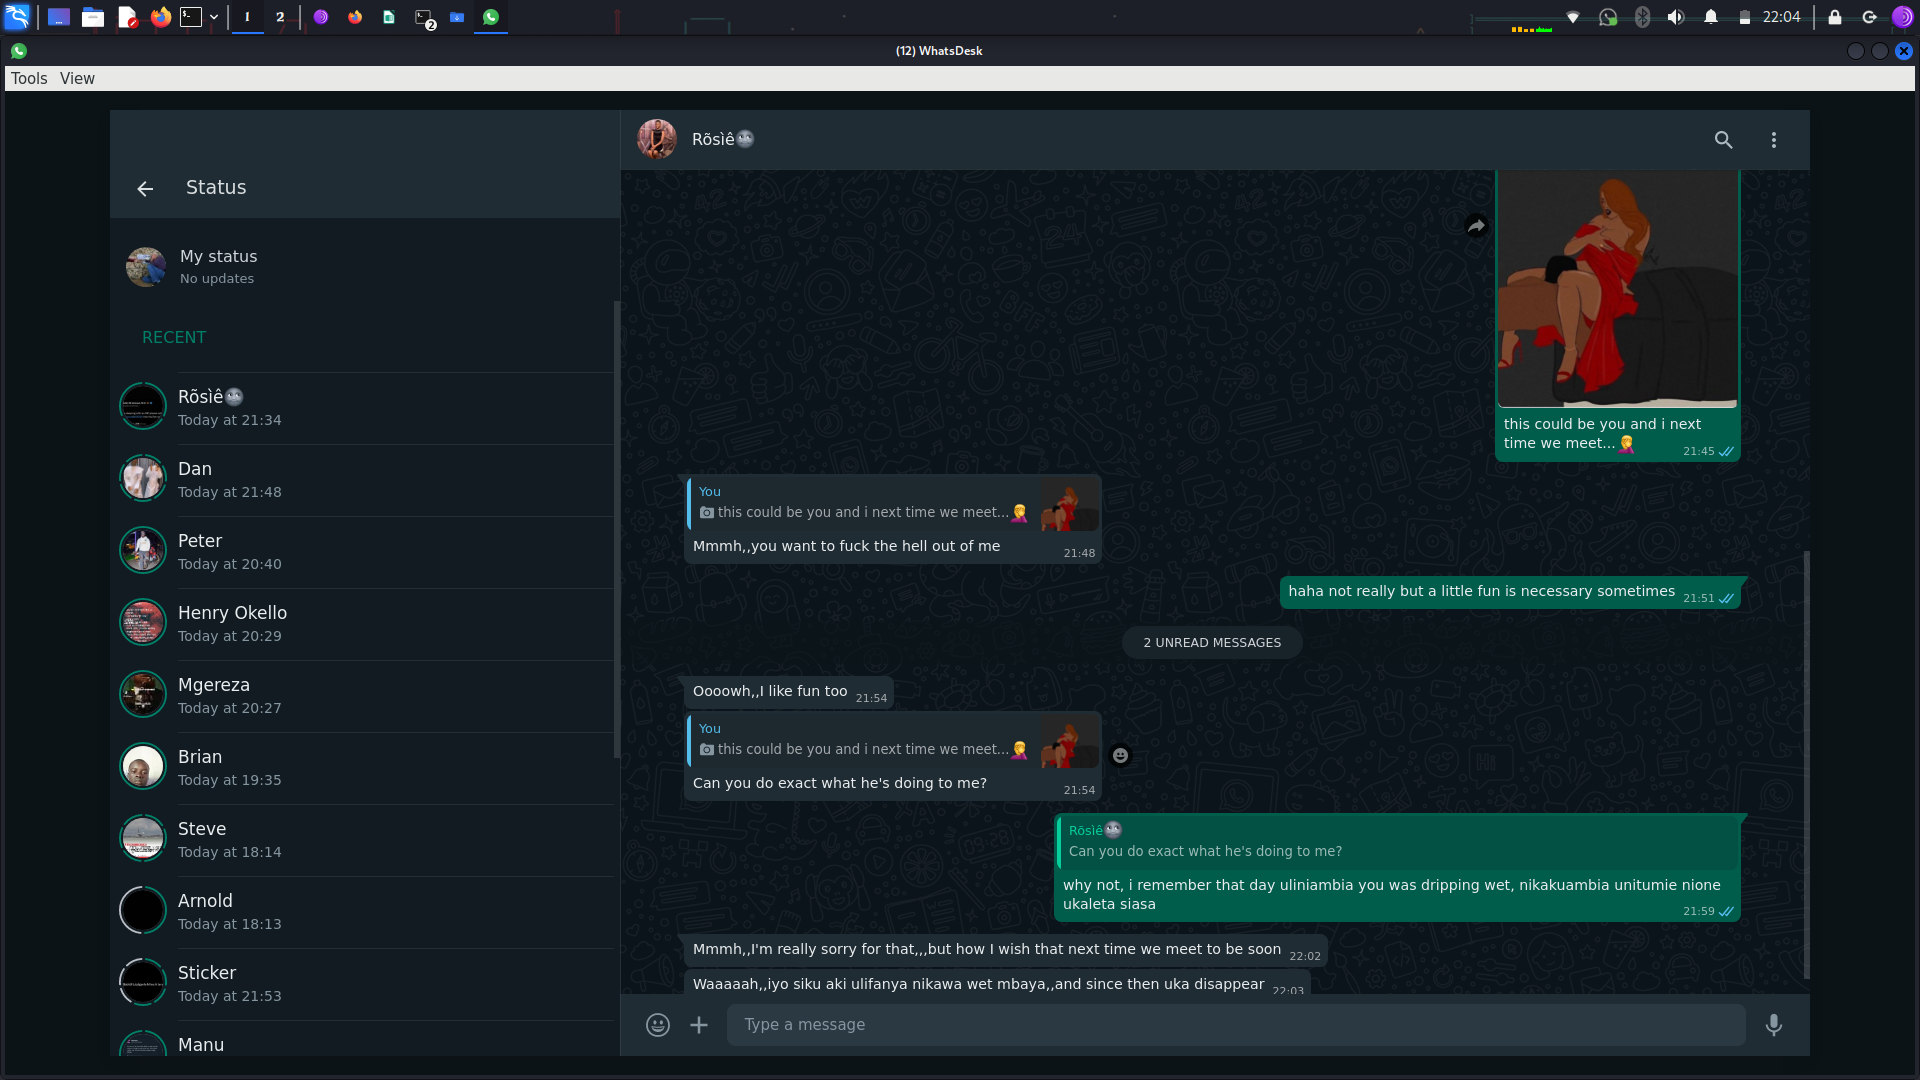 1
2
2
22:04
(12) WhatsDesk
Tools View
Status
My status
No updates
RECENT
Rõsìê🌚
Today at 21:34
Dan
Today at 21:48
Peter
Today at 20:40
Henry Okello
Today at 20:29
Mgereza
Today at 20:27
Brian
Today at 19:35
Steve
Today at 18:14
Arnold
Today at 18:13
Sticker
Today at 21:53
Manu
Rõsìê🌚
this could be you and i next
time we meet...🤦‍♀️
21:45
You
this could be you and i next time we meet...🤦‍♀️
Mmmh,,you want to fuck the hell out of me
21:48
haha not really but a little fun is necessary sometimes
21:51
2 UNREAD MESSAGES
Oooowh,,I like fun too
21:54
You
this could be you and i next time we meet...🤦‍♀️
Can you do exact what he's doing to me?
21:54
Rõsìê🌚
Can you do exact what he's doing to me?
why not, i remember that day uliniambia you was dripping wet, nikakuambia unitumie nione
ukaleta siasa
21:59
Mmmh,,I'm really sorry for that,,,but how I wish that next time we meet to be soon
22:02
Waaaaah,,iyo siku aki ulifanya nikawa wet mbaya,,and since then uka disappear
22:03
Type a message